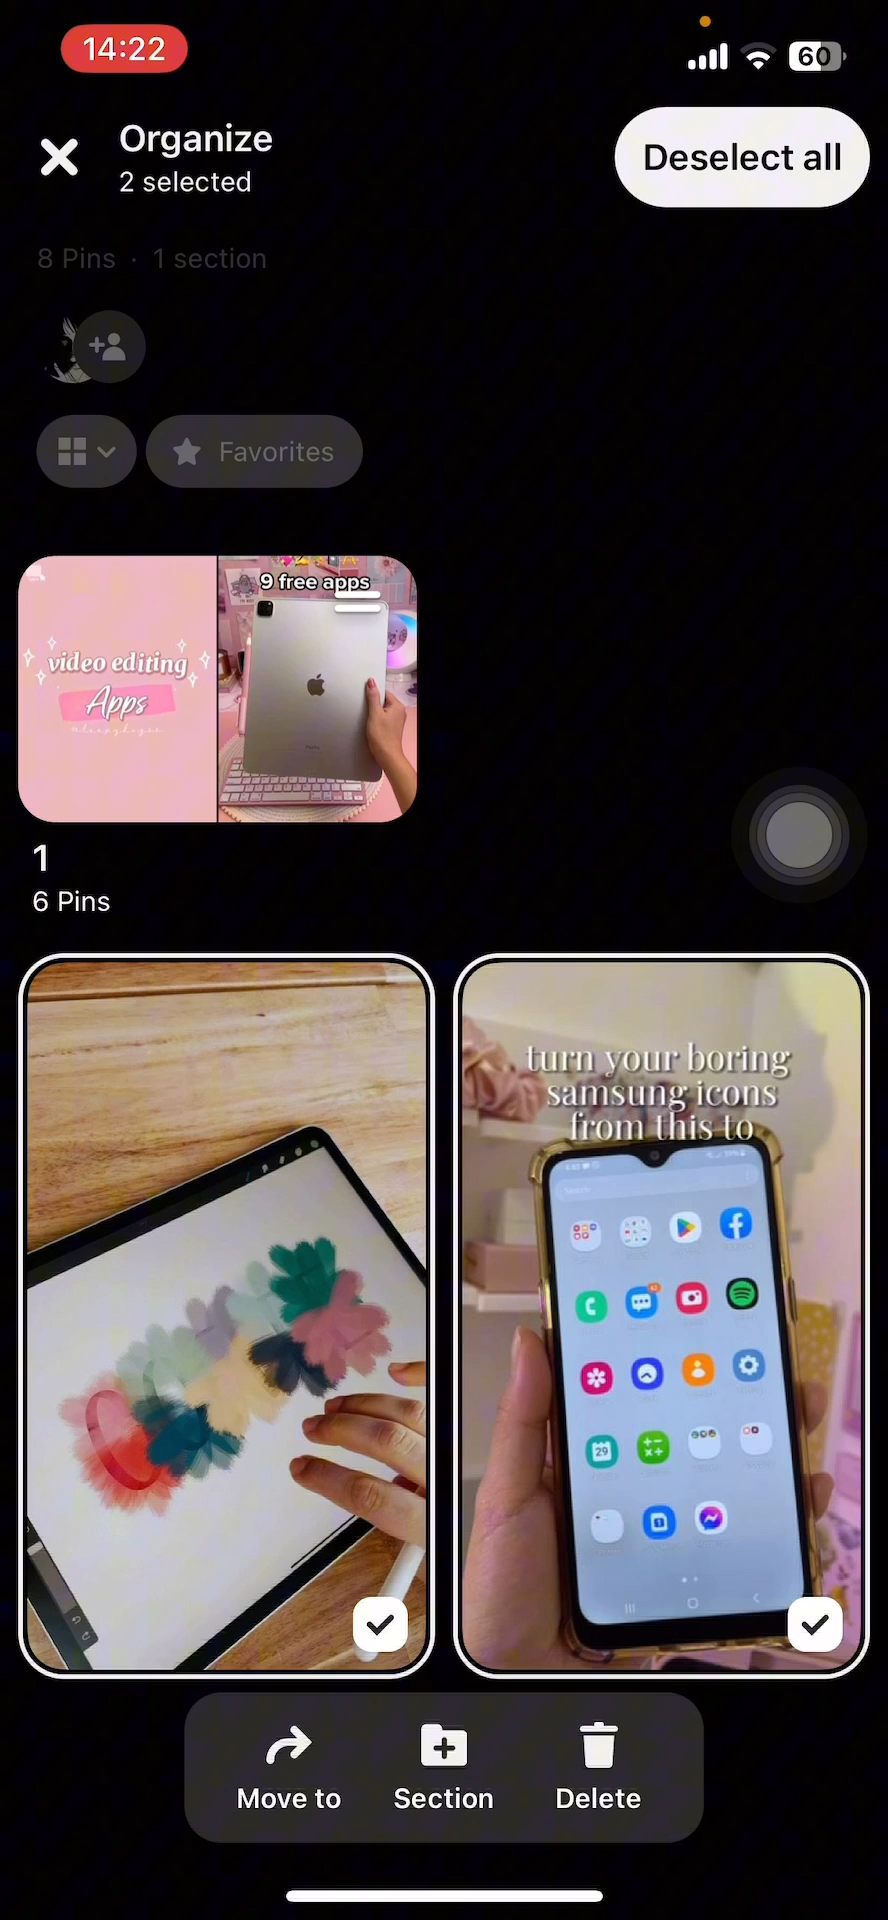 14:22
60
Organize
2 selected
Deselect all
8 Pins · 1 section
Favorites
video editing
Apps
9 free apps
1
6 Pins
turn your boring
samsung icons
from this to
29
Move to
Section
Delete